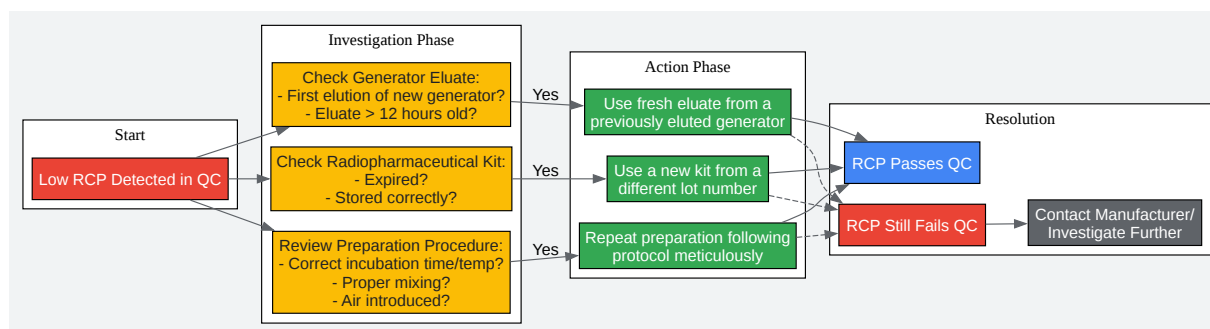 Start
Low RCP Detected in QC
Investigation Phase
Check Generator Eluate:
- First elution of new generator?
- Eluate > 12 hours old?
Check Radiopharmaceutical Kit:
- Expired?
- Stored correctly?
Review Preparation Procedure:
- Correct incubation time/temp?
- Proper mixing?
- Air introduced?
Yes
Yes
Yes
Action Phase
Use fresh eluate from a
previously eluted generator
Use a new kit from a
different lot number
Repeat preparation following
protocol meticulously
Resolution
RCP Passes QC
RCP Still Fails QC
Contact Manufacturer/
Investigate Further